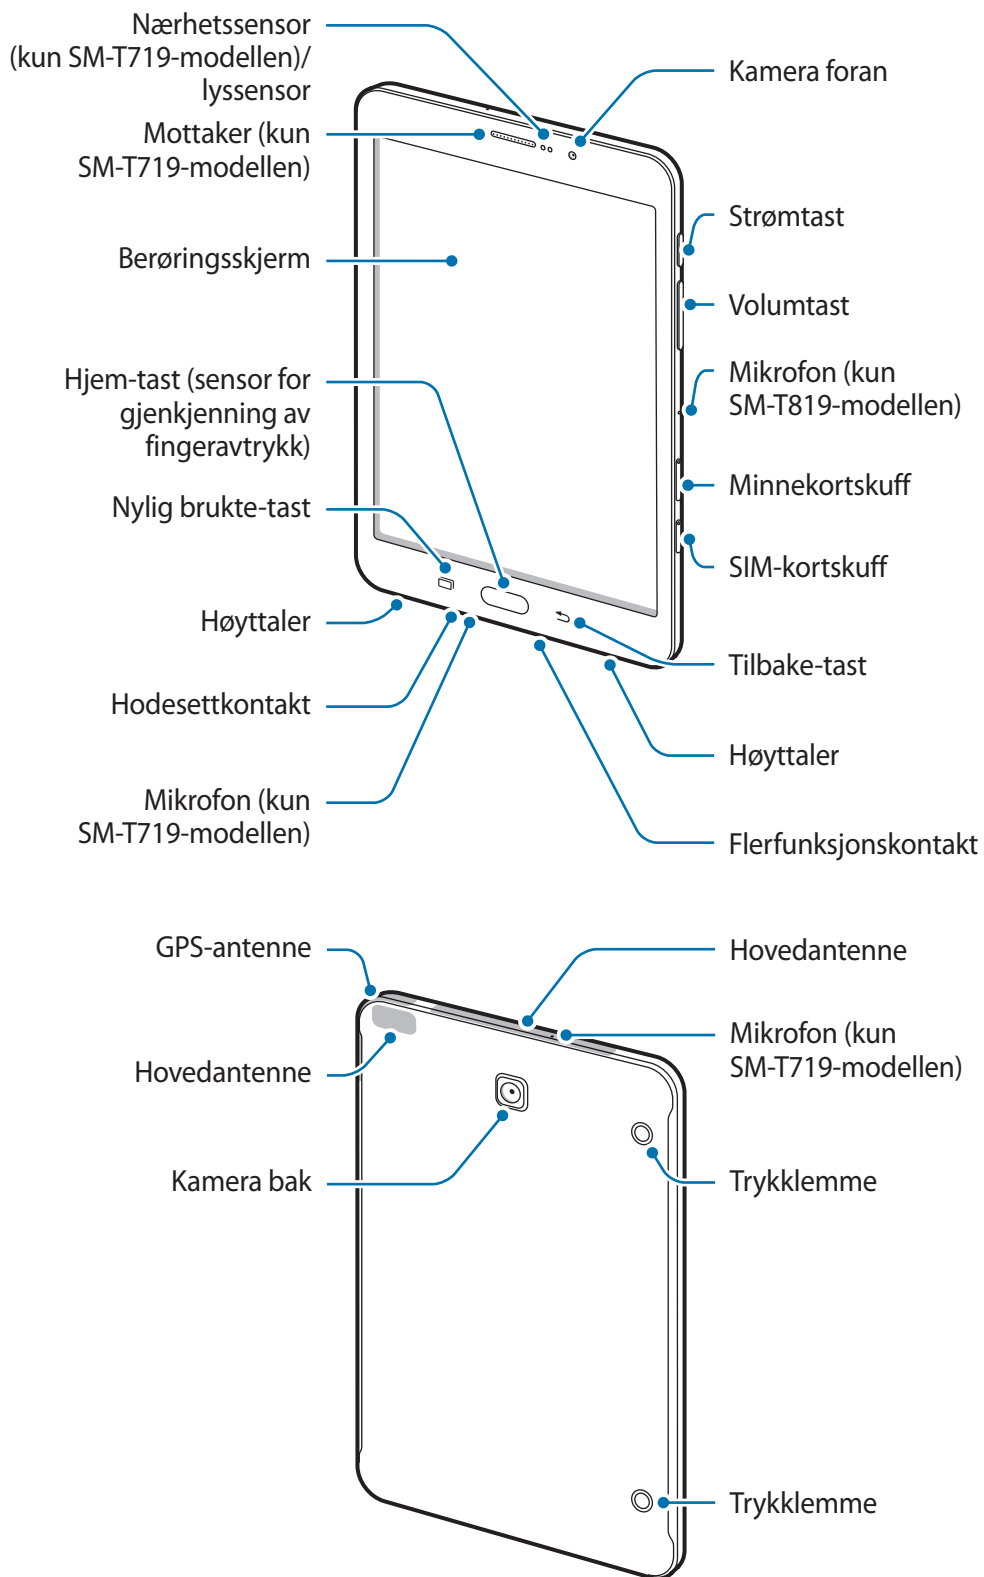 Nærhetssensor
(kun SM-T719-modellen)/
lyssensor
Mottaker (kun
SM-T719-modellen)
Berøringsskjerm
Hjem-tast (sensor for
gjenkjenning av
fingeravtrykk)
Nylig brukte-tast
Høyttaler
Hodesettkontakt
Mikrofon (kun
SM-T719-modellen)
Kamera foran
Strømtast
Volumtast
Mikrofon (kun
SM-T819-modellen)
Minnekortskuff
SIM-kortskuff
Tilbake-tast
Høyttaler
Flerfunksjonskontakt
GPS-antenne
Hovedantenne
Kamera bak
Hovedantenne
Mikrofon (kun
SM-T719-modellen)
Trykklemme
Trykklemme